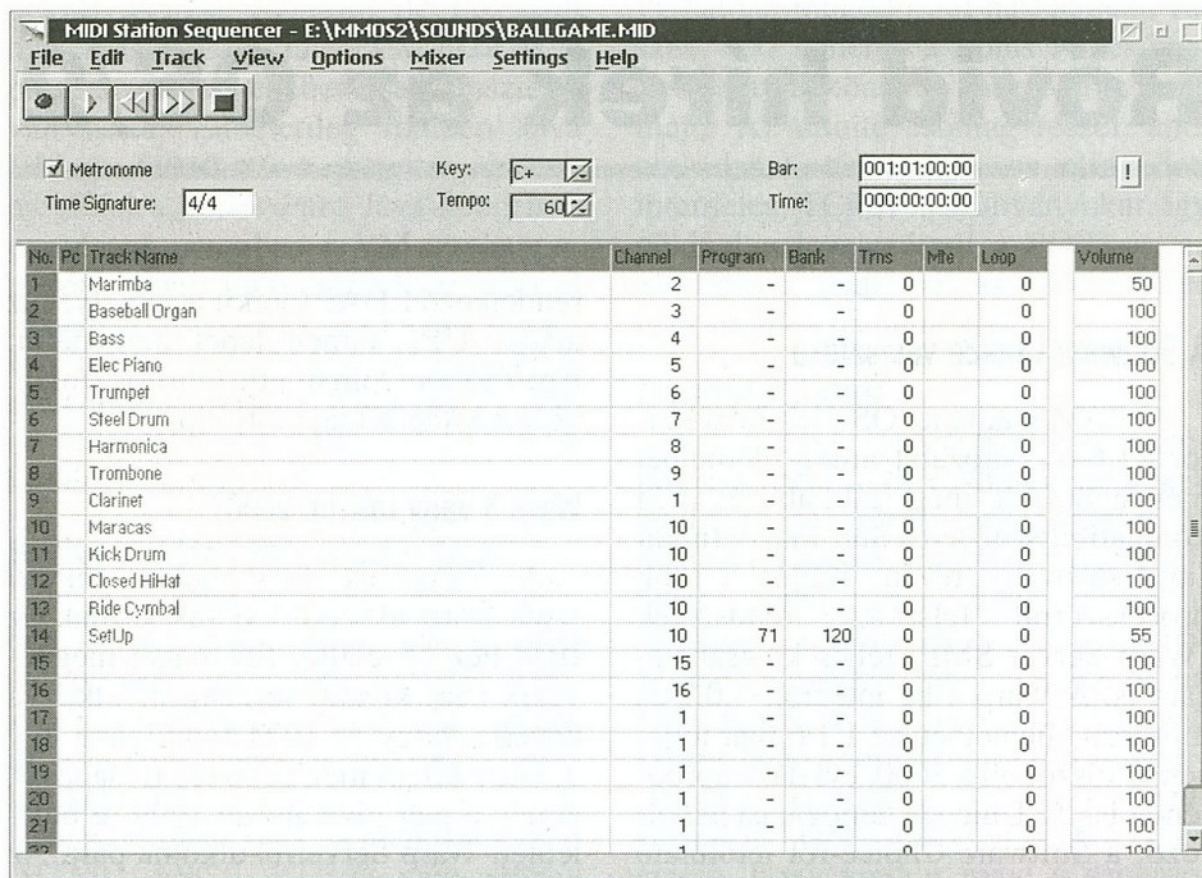 MIDI Station Sequencer - E:\MMOS2\SOUNDS\BALLGAME.MID
File Edit Track View Options Mixer Settings Help
Metronome Key: C+ Bar: 001:01:00:00 !
Time Signature: 4/4 Tempo: 60 Time: 000:00:00:00
No. Pc Track Name Channel Program Bank Trns Mte Loop Volume
1 Marimba 2 - - 0 0 50
2 Baseball Organ 3 - - 0 0 100
3 Bass 4 - - 0 0 100
4 Elec Piano 5 - - 0 0 100
5 Trumpet 6 - - 0 0 100
6 Steel Drum 7 - - 0 0 100
7 Harmonica 8 - - 0 0 100
8 Trombone 9 - - 0 0 100
9 Clarinet 1 - - 0 0 100
10 Maracas 10 - - 0 0 100
11 Kick Drum 10 - - 0 0 100
12 Closed HiHat 10 - - 0 0 100
13 Ride Cymbal 10 - - 0 0 100
14 SetUp 10 71 120 0 0 55
15 15 - - 0 0 100
16 16 - - 0 0 100
17 1 - - 0 0 100
18 1 - - 0 0 100
19 1 - - 0 0 100
20 1 - - 0 0 100
21 1 - - 0 0 100
22 1 - - 0 0 100